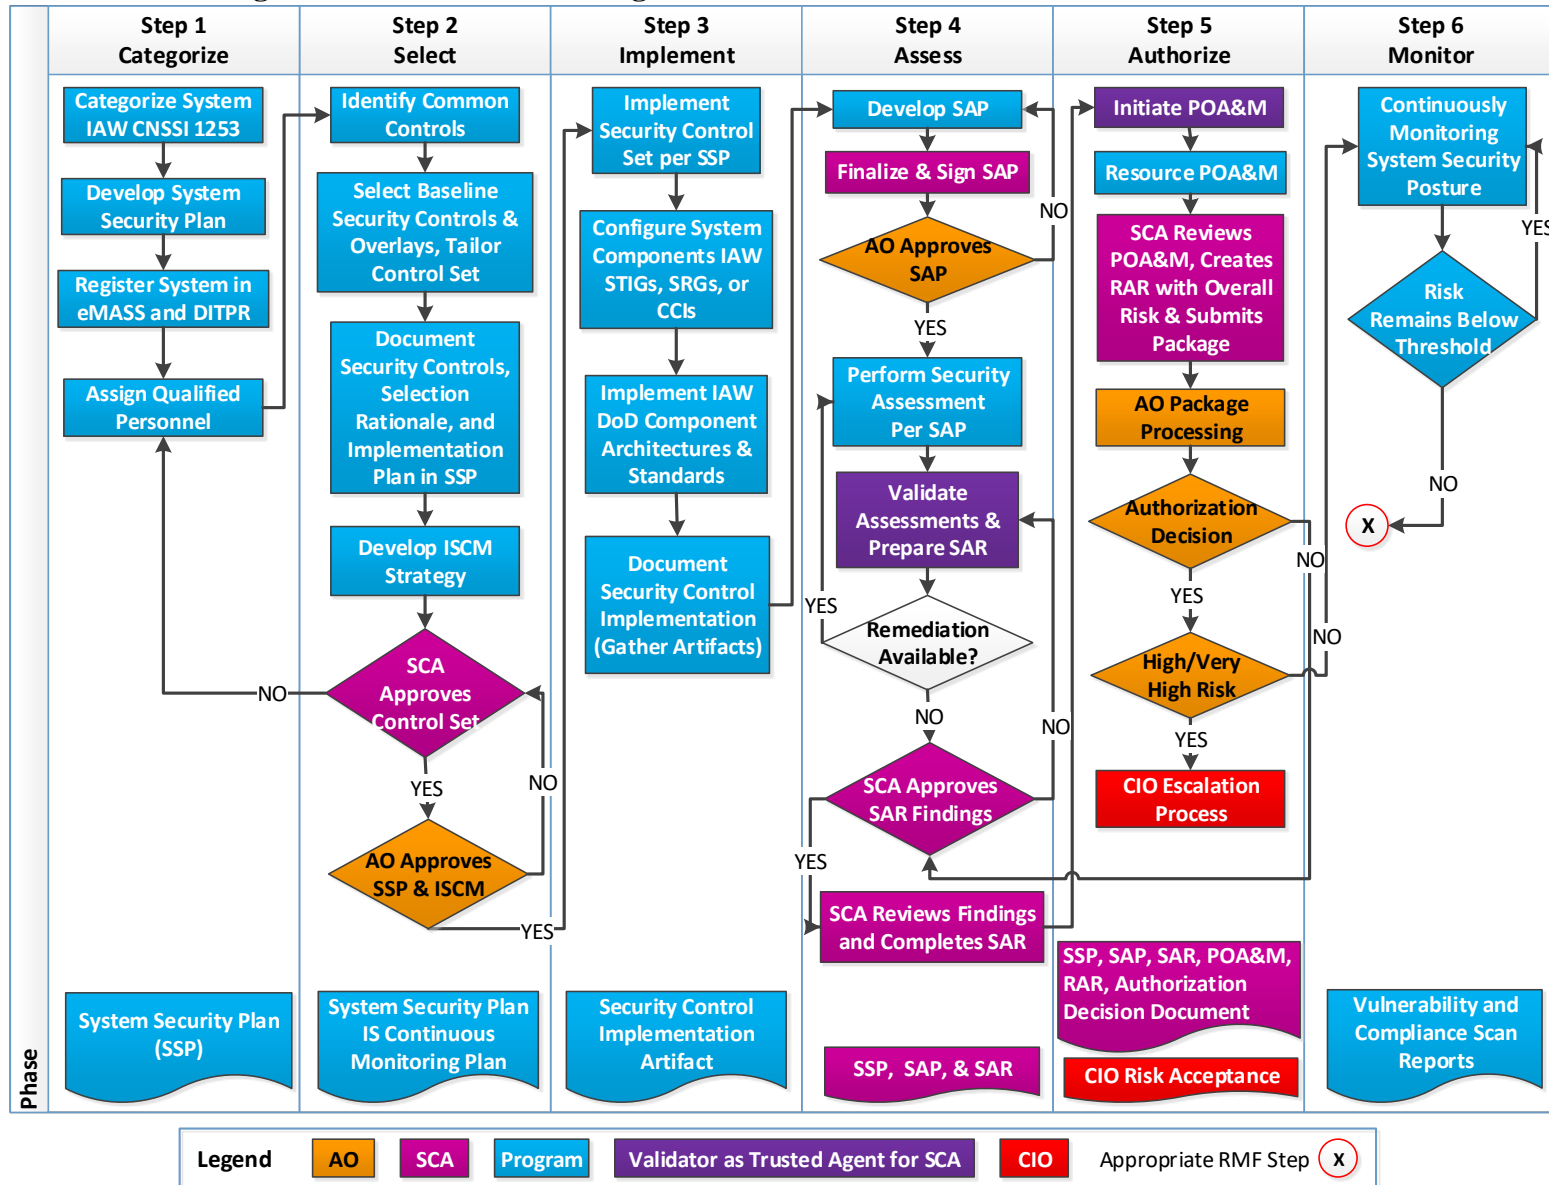 Step 1
Categorize
Step 2
Select
Step 3
Implement
Step 4
Assess
Step 5
Authorize
Step 6
Monitor
Categorize System
IAW CNSSI 1253
Develop System
Security Plan
Register System in
eMASS and DITPR
Assign Qualified
Personnel
System Security Plan
(SSP)
Identify Common
Controls
Select Baseline
Security Controls &
Overlays, Tailor
Control Set
Document
Security Controls,
Selection
Rationale, and
Implementation
Plan in SSP
Develop ISCM
Strategy
SCA
Approves
Control Set
NO
YES
NO
AO Approves
SSP & ISCM
YES
System Security Plan
IS Continuous
Monitoring Plan
Implement
Security Control
Set per SSP
Configure System
Components IAW
STIGs, SRGs, or
CCIs
Implement IAW
DoD Component
Architectures &
Standards
Document
Security Control
Implementation
(Gather Artifacts)
Security Control
Implementation
Artifact
Develop SAP
Finalize & Sign SAP
NO
AO Approves
SAP
YES
Perform Security
Assessment
Per SAP
Validate
Assessments &
Prepare SAR
YES
Remediation
Available?
NO
NO
SCA Approves
SAR Findings
YES
SCA Reviews Findings
and Completes SAR
SSP, SAP, & SAR
Initiate POA&M
Resource POA&M
SCA Reviews
POA&M, Creates
RAR with Overall
Risk & Submits
Package
AO Package
Processing
Authorization
Decision
NO
YES
High/Very
High Risk
NO
YES
CIO Escalation
Process
SSP, SAP, SAR, POA&M,
RAR, Authorization
Decision Document
CIO Risk Acceptance
Continuously
Monitoring
System Security
Posture
YES
Risk
Remains Below
Threshold
NO
X
Vulnerability and
Compliance Scan
Reports
Phase
Legend
AO
SCA
Program
Validator as Trusted Agent for SCA
CIO
Appropriate RMF Step
X